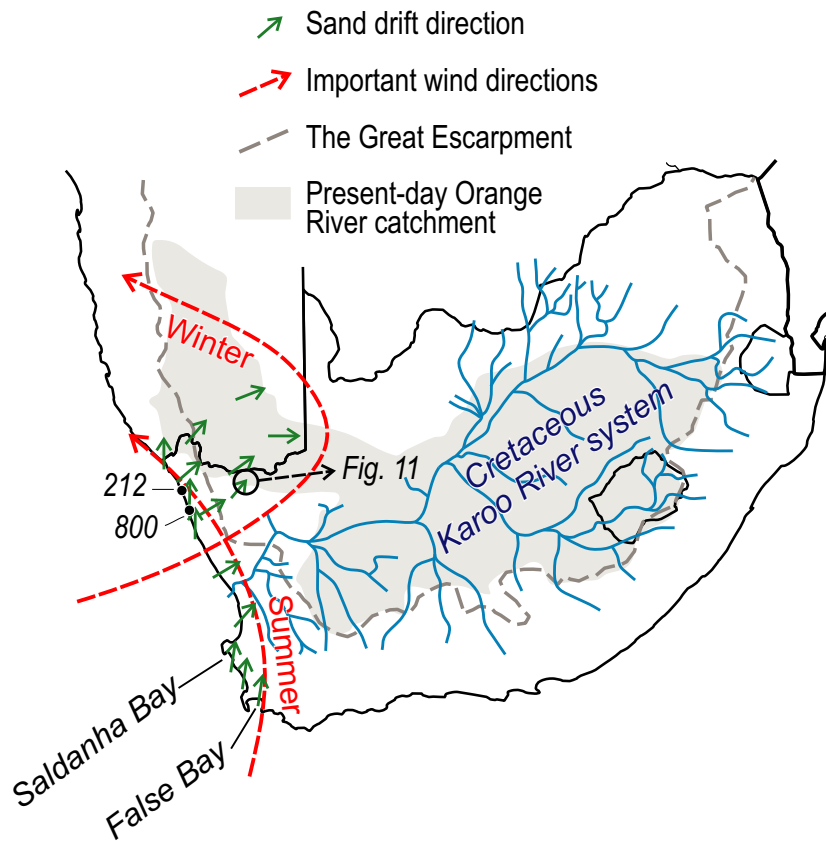 Sand drift direction
Important wind directions
The Great Escarpment
Present-day Orange
River catchment
Winter
Cretaceous
Karoo River system
Fig. 11
212
800
Summer
Saldanha Bay
False Bay